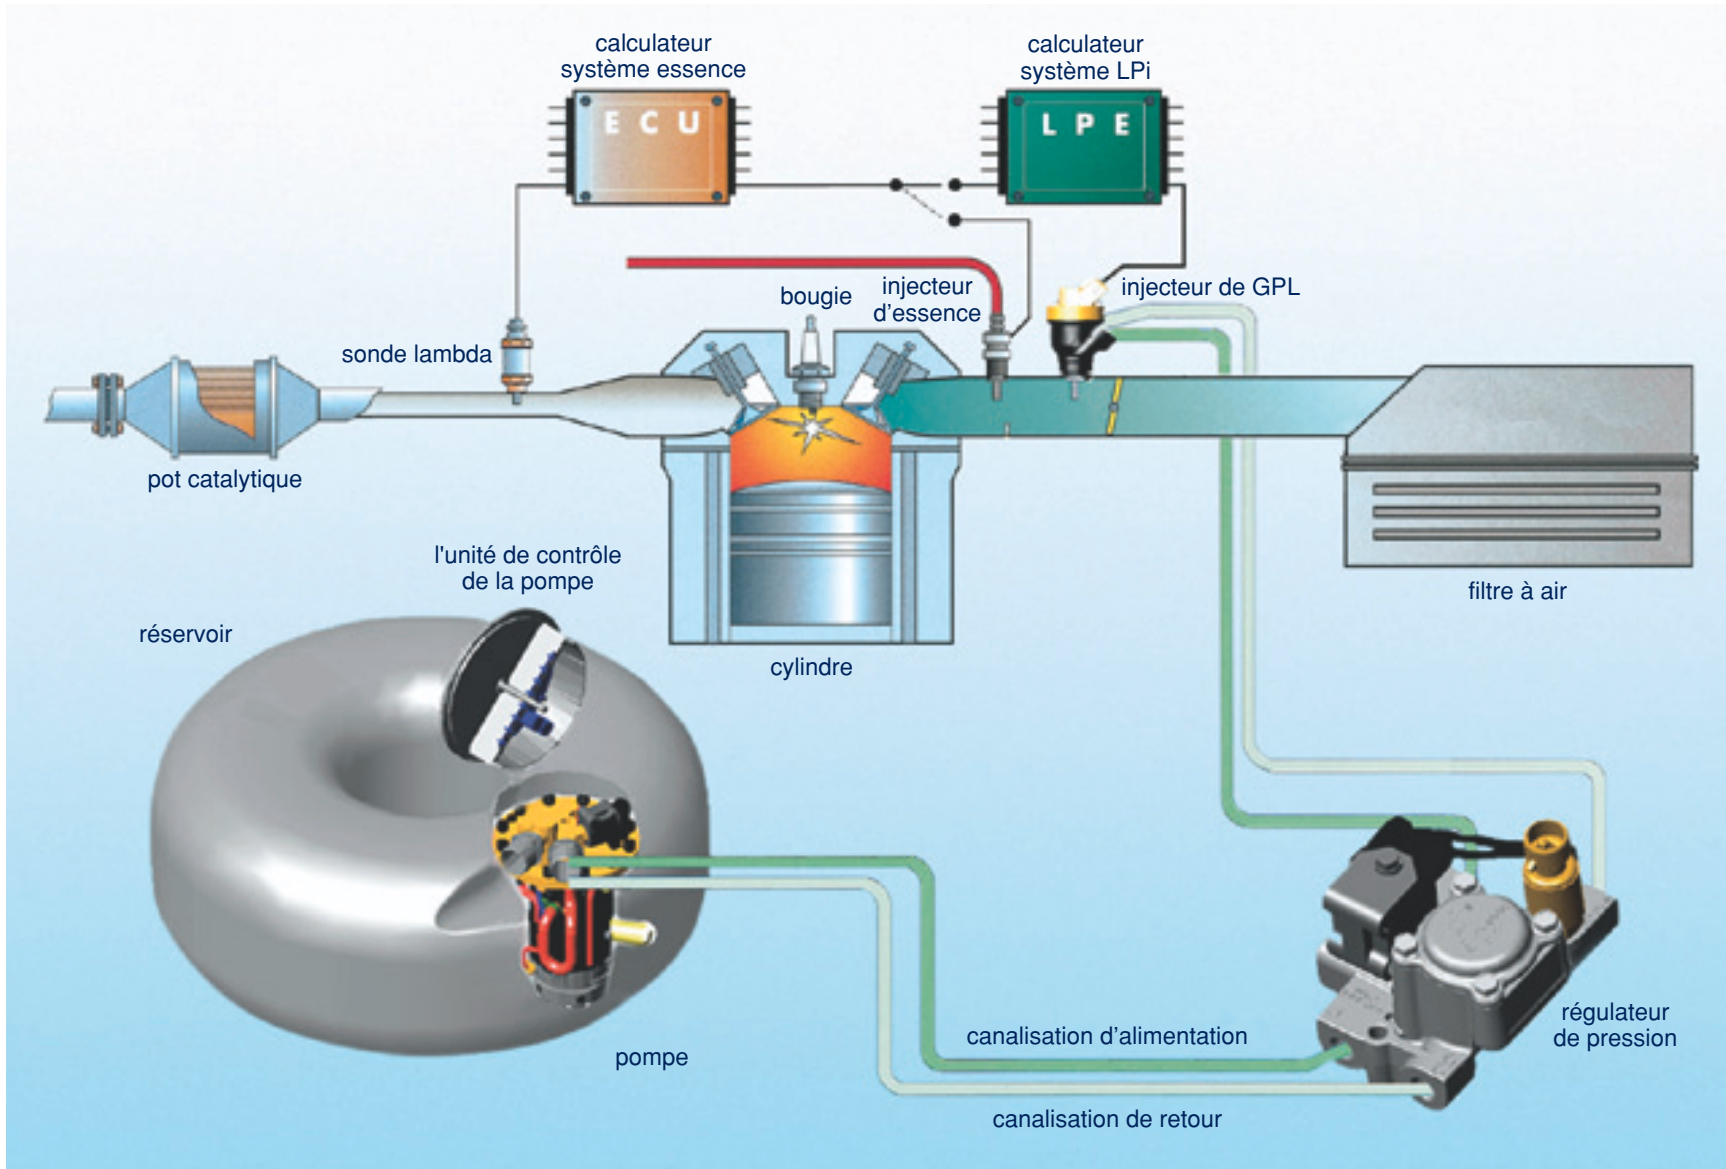 calculateur
système essence
calculateur
système LPi
E C U
L P E
bougie
injecteur
d'essence
injecteur de GPL
sonde lambda
pot catalytique
l'unité de contrôle
de la pompe
réservoir
cylindre
filtre à air
régulateur
de pression
canalisation d'alimentation
pompe
canalisation de retour